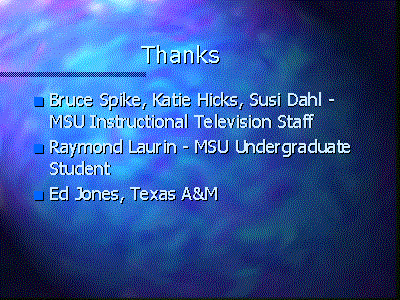 Thanks
Bruce Spike, Katie Hicks, Susi Dahl -
MSU Instructional Television Staff
Raymond Laurin - MSU Undergraduate
Student
Ed Jones, Texas A&M